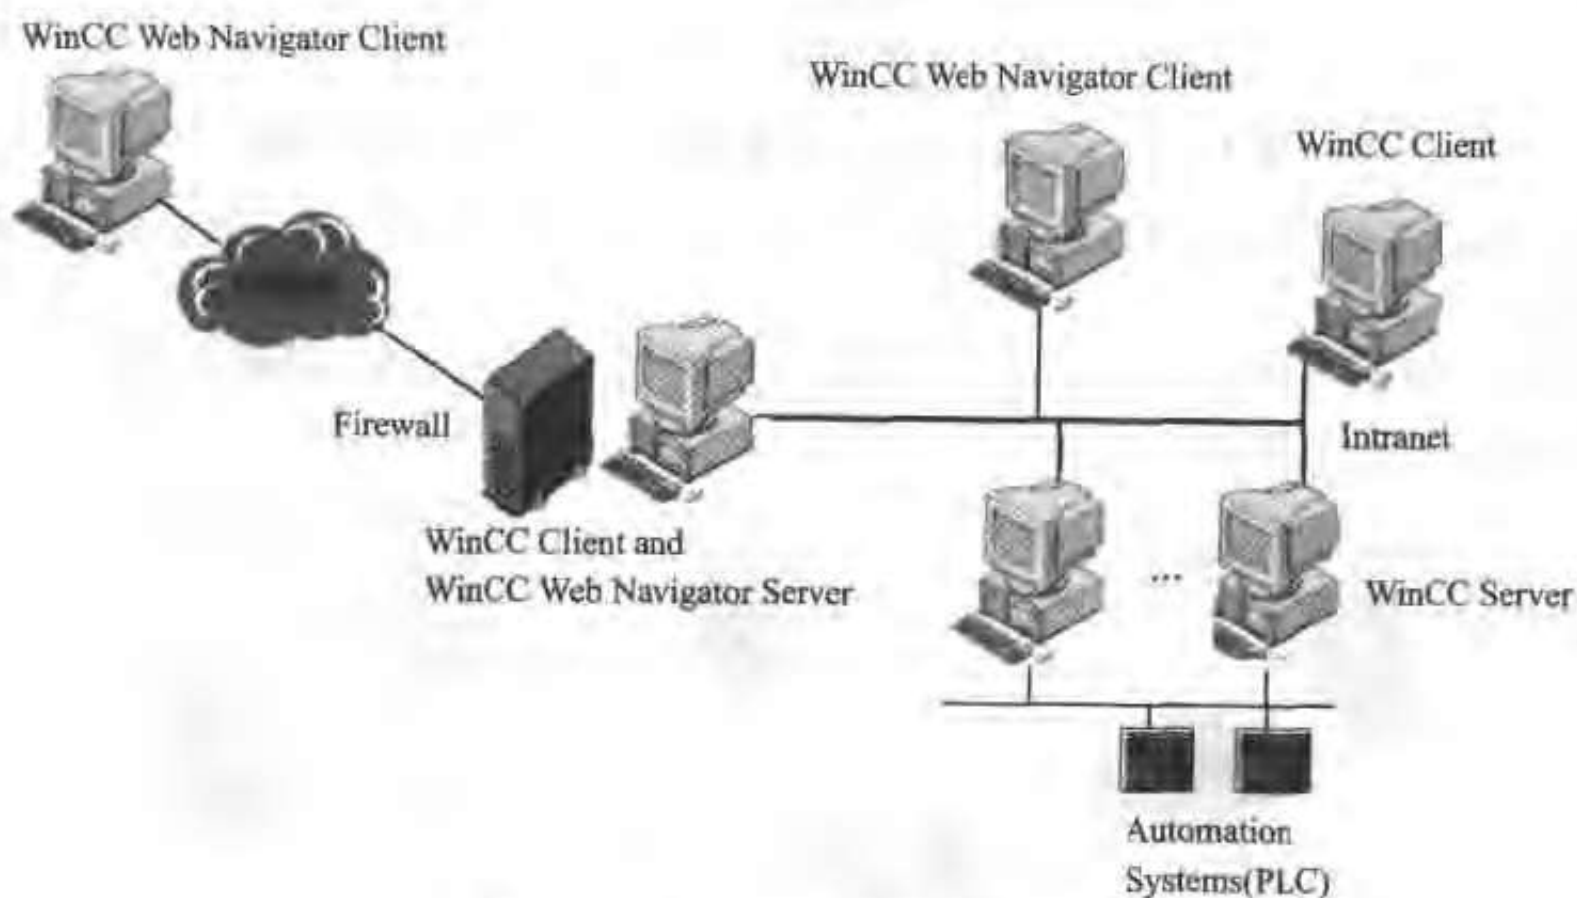 WinCC Web Navigator Client
WinCC Web Navigator Client
WinCC Client
Firewall
Intranet
WinCC Client and
WinCC Web Navigator Server
...
WinCC Server
Automation
Systems(PLC)